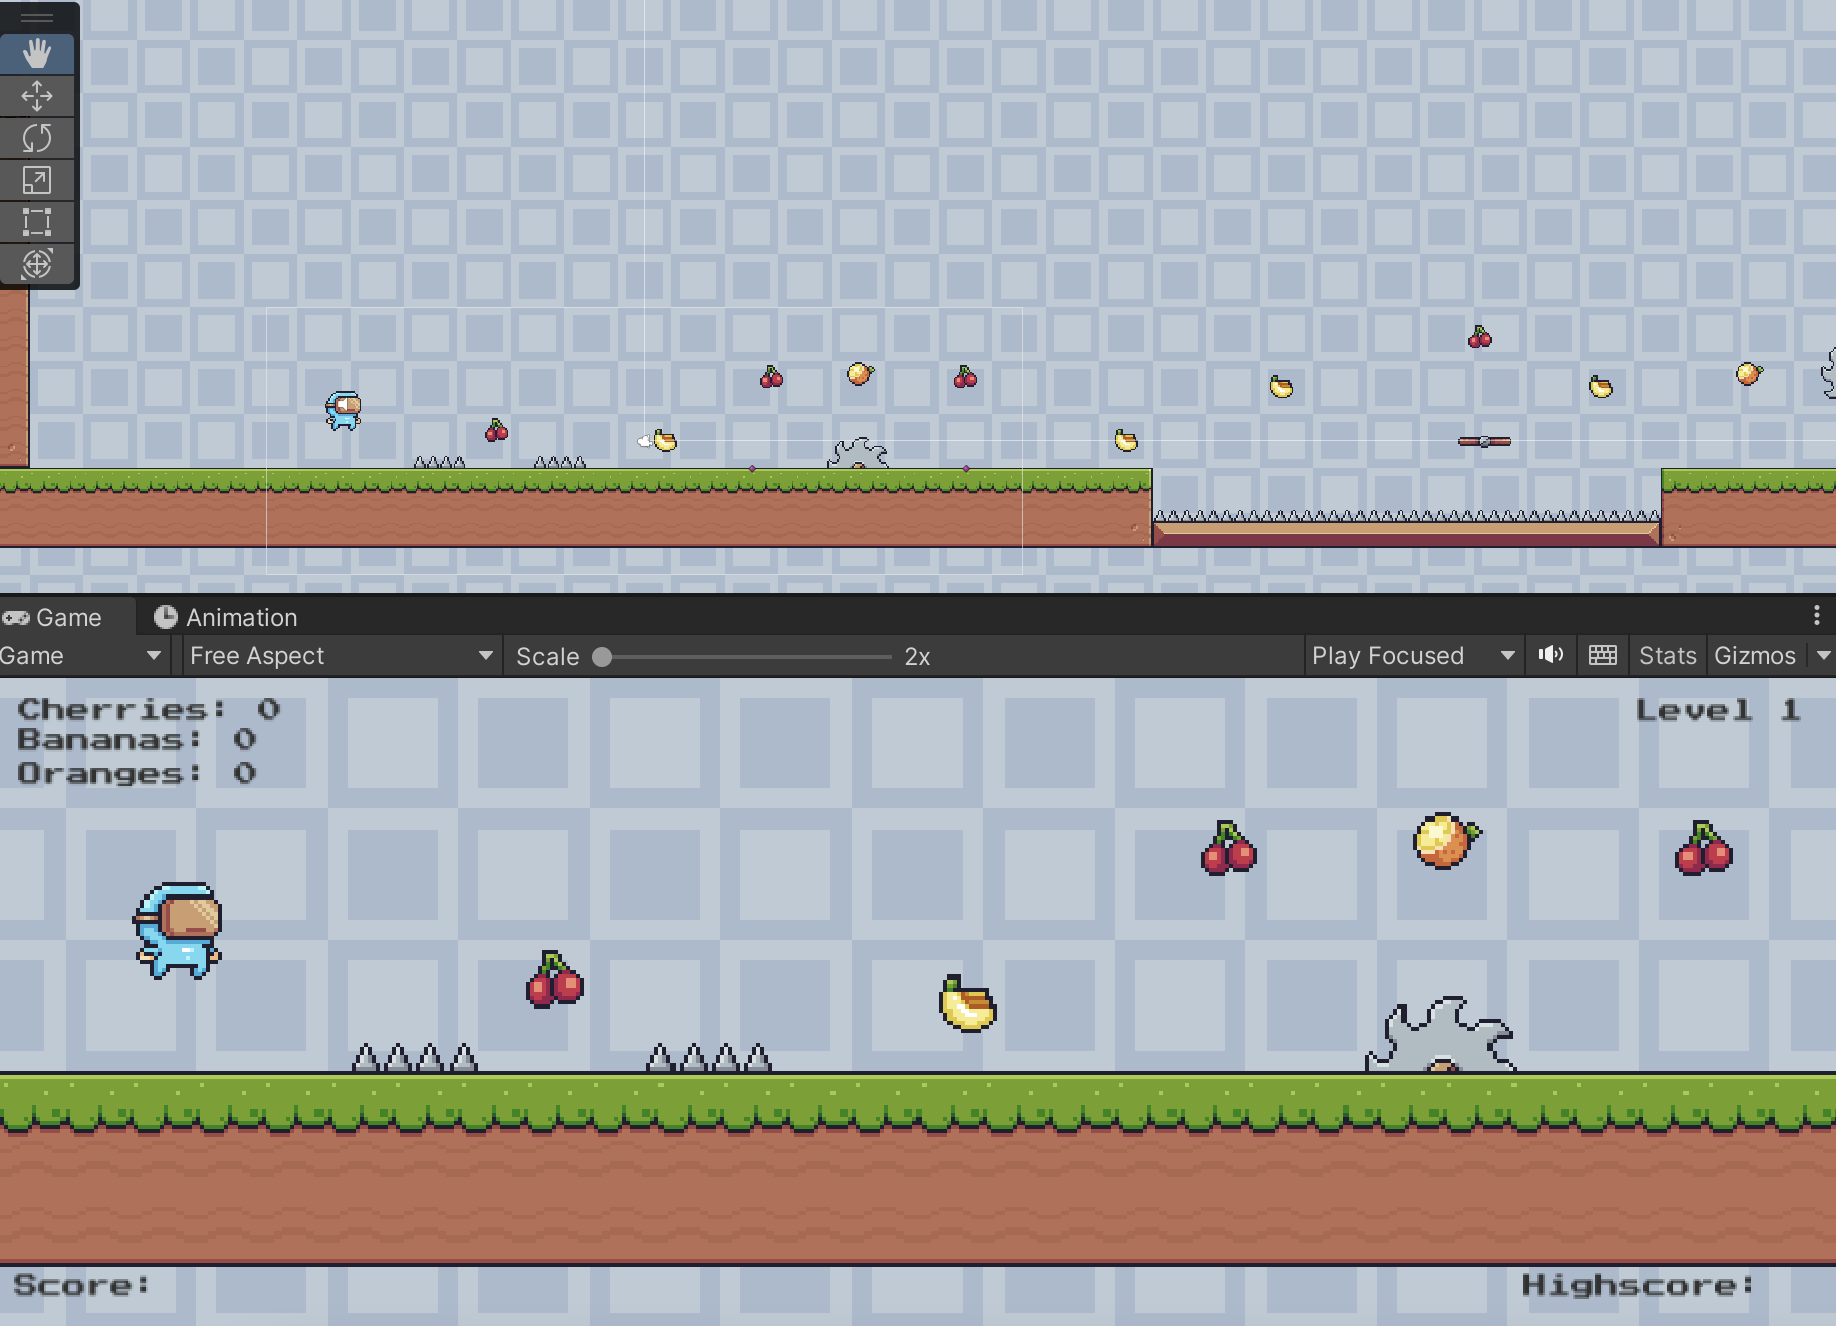 Game Animation
Game Free Aspect Scale 2x Play Focused Stats Gizmos
Cherries: 0
Bananas: 0
Oranges: 0
Level 1
Score:
Highscore: